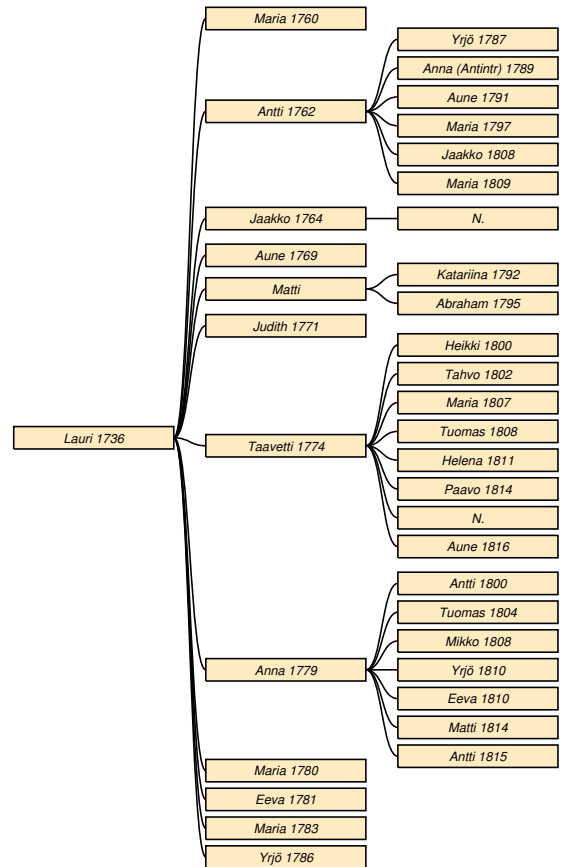 Lauri 1736
Maria 1760
Antti 1762
Yrjö 1787
Anna (Antintr) 1789
Aune 1791
Maria 1797
Jaakko 1808
Maria 1809
Jaakko 1764
N.
Aune 1769
Matti
Katariina 1792
Abraham 1795
Judith 1771
Taavetti 1774
Heikki 1800
Tahvo 1802
Maria 1807
Tuomas 1808
Helena 1811
Paavo 1814
N.
Aune 1816
Anna 1779
Antti 1800
Tuomas 1804
Mikko 1808
Yrjö 1810
Eeva 1810
Matti 1814
Antti 1815
Maria 1780
Eeva 1781
Maria 1783
Yrjö 1786